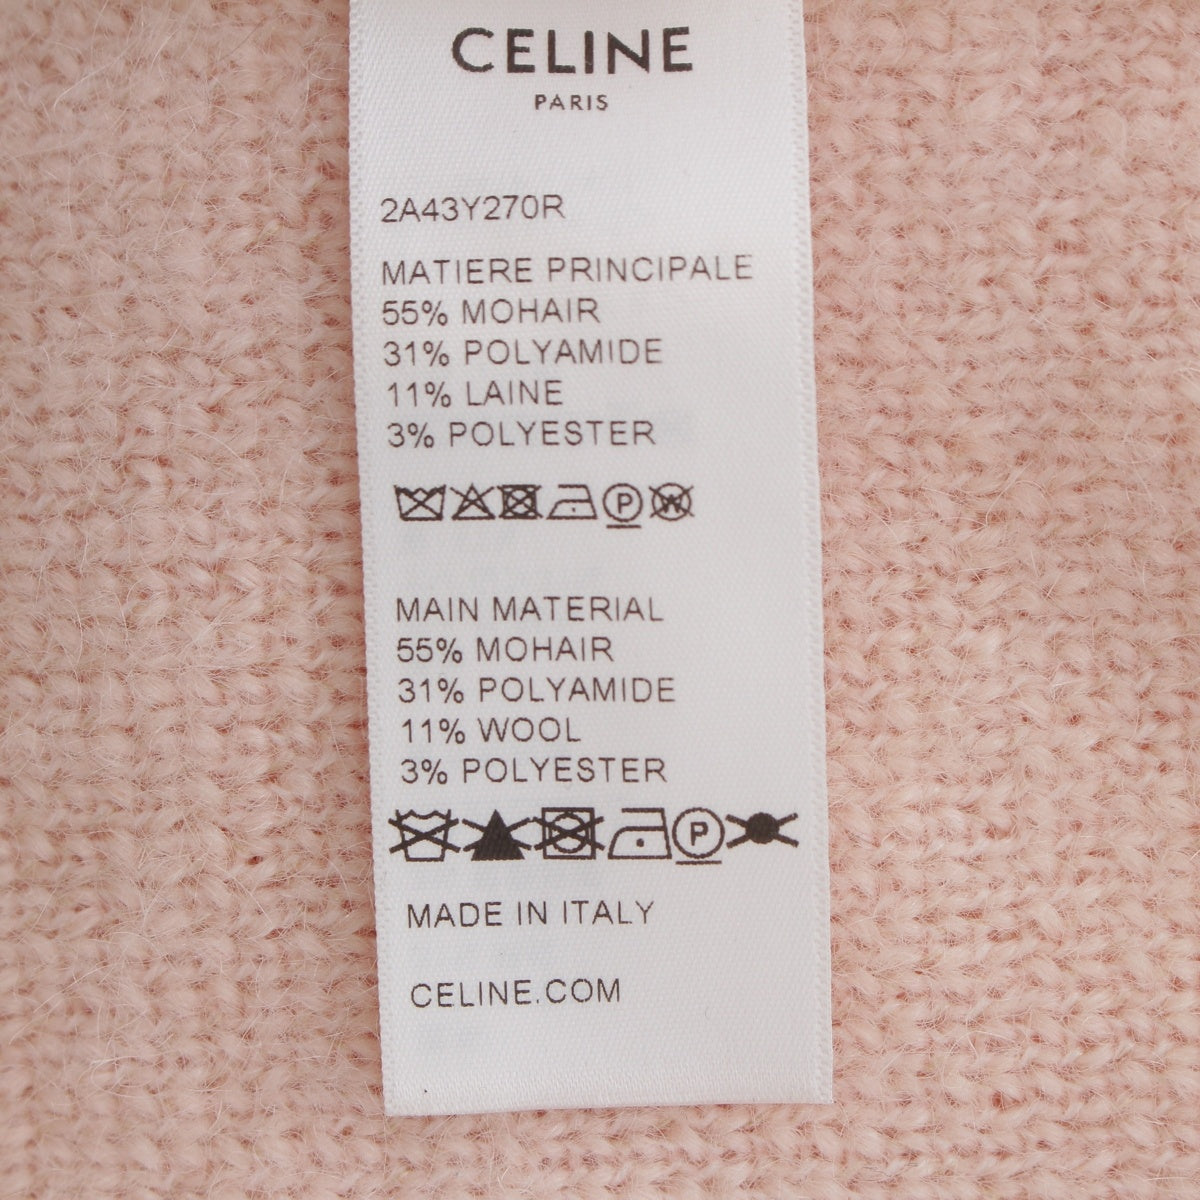 CELINE
PARIS
2A43Y270R
MATIERE PRINCIPALE
55% MOHAIR
31% POLYAMIDE
11% LAINE
3% POLYESTER
P W
MAIN MATERIAL
55% MOHAIR
31% POLYAMIDE
11% WOOL
3% POLYESTER
P
MADE IN ITALY
CELINE.COM